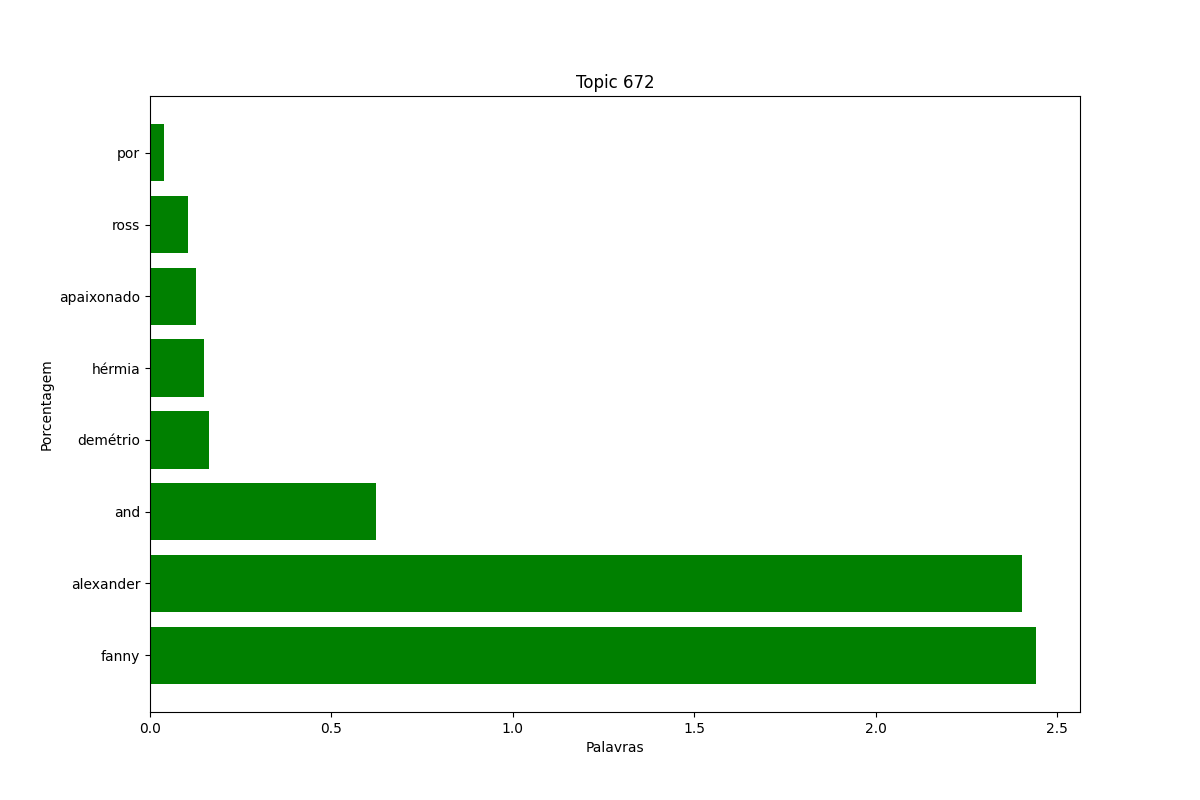 Topic 672
por
ross
apaixonado
hérmia
demétrio
and
alexander
fanny
Porcentagem
0.0 0.5 1.0 1.5 2.0 2.5
Palavras